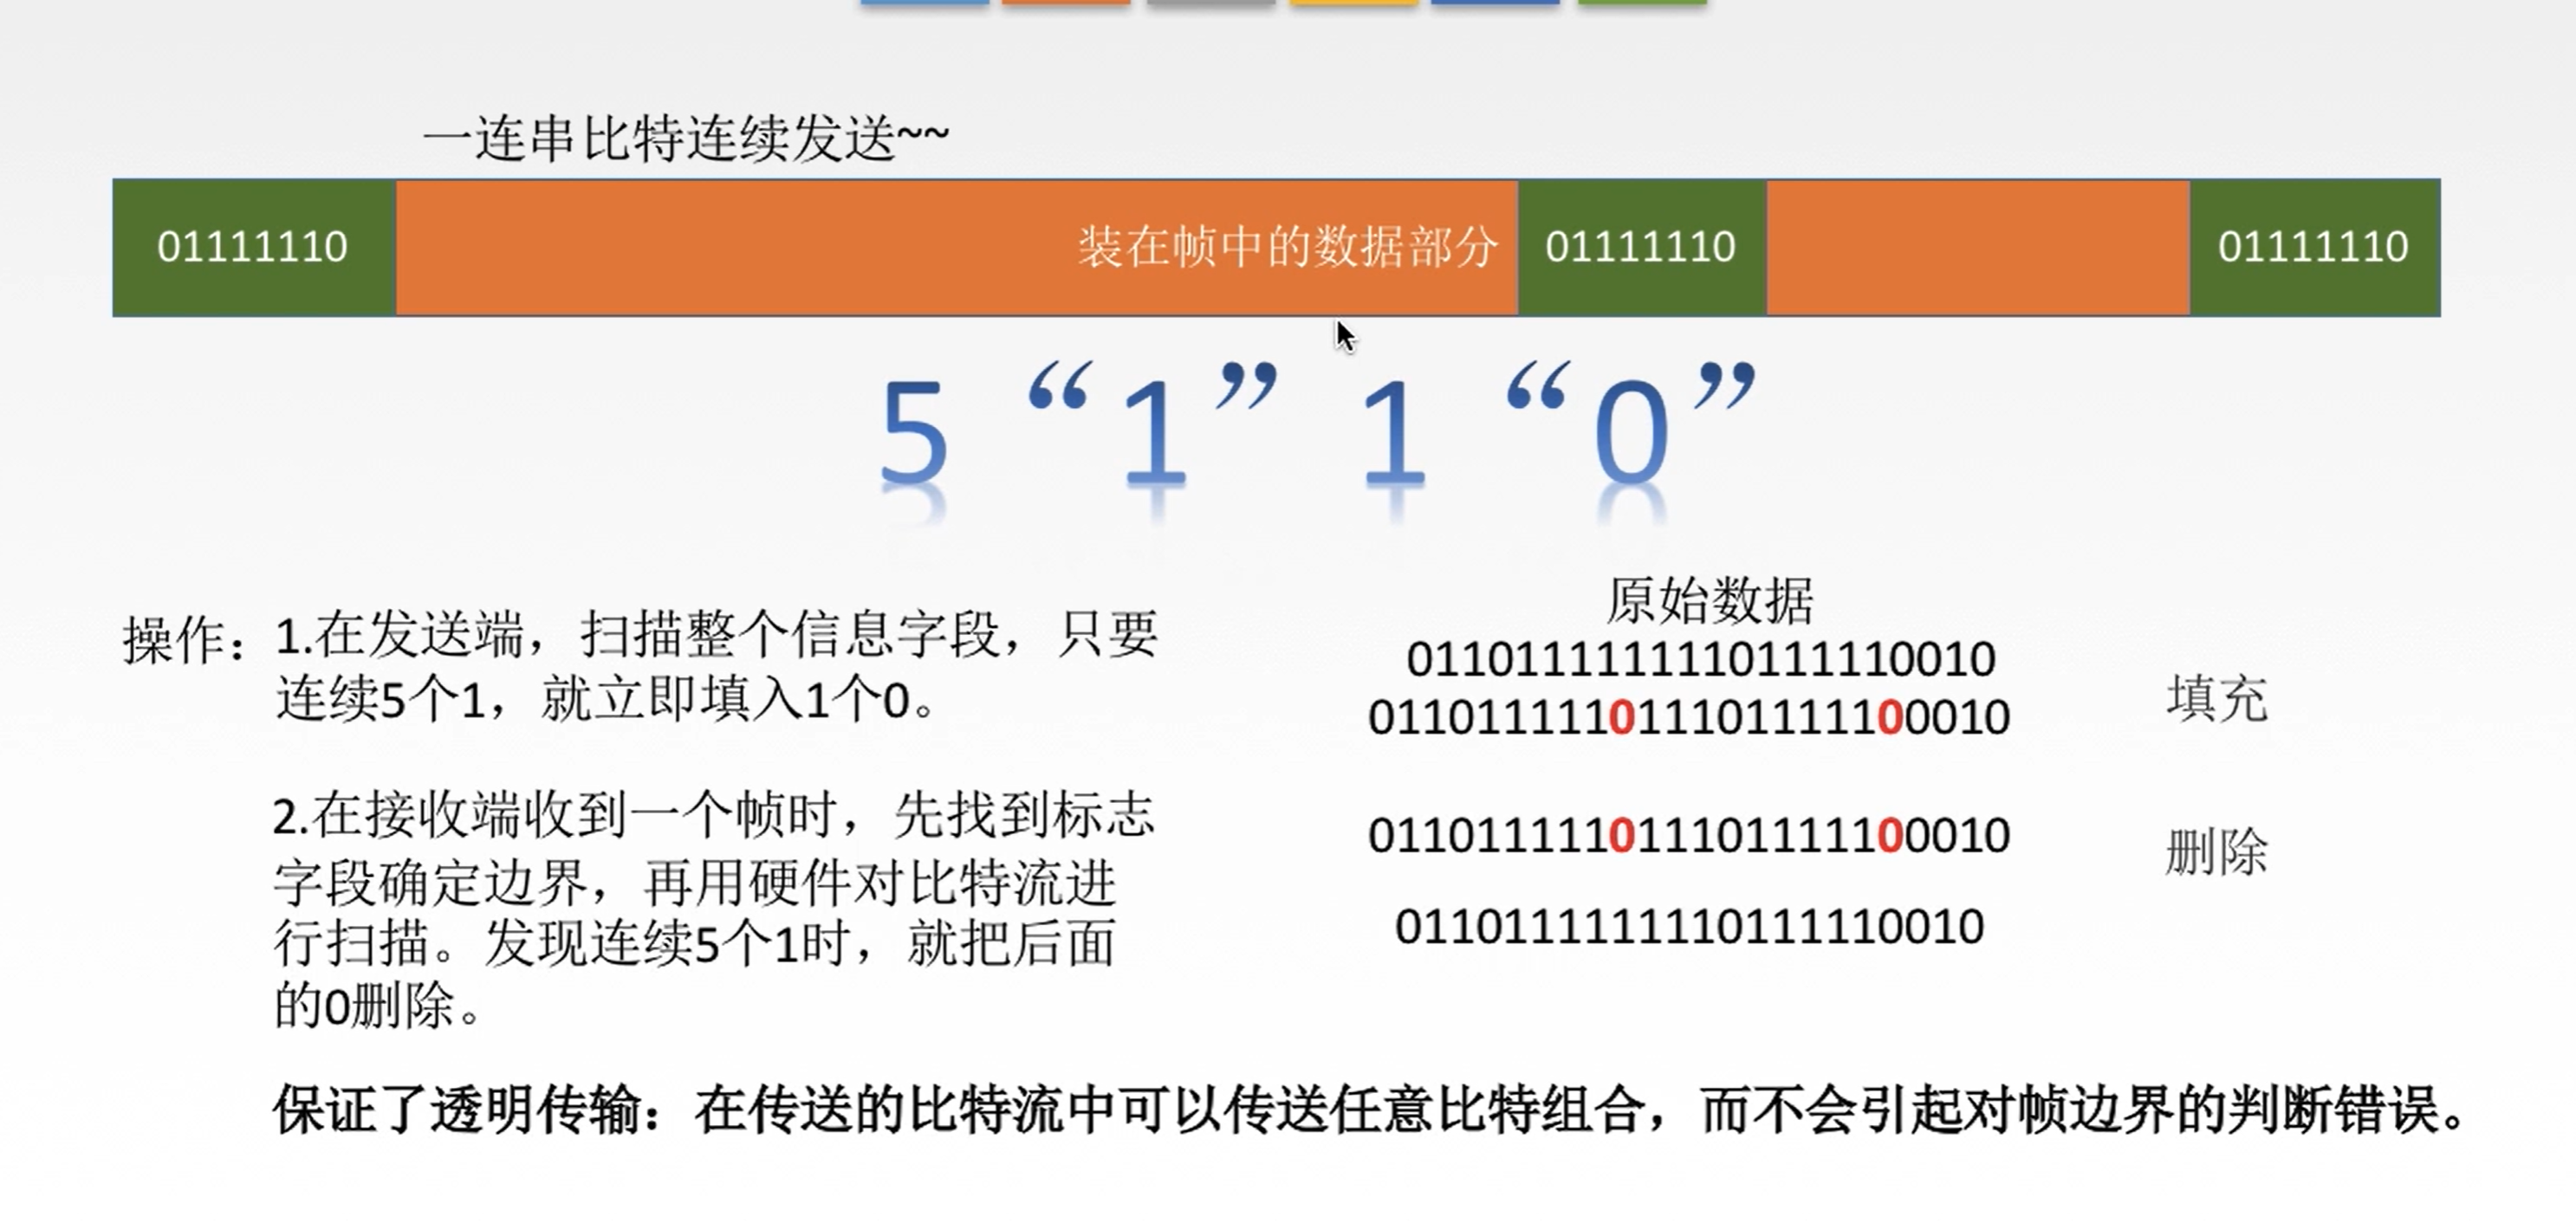 一连串比特连续发送~~
01111110 装在帧中的数据部分 01111110 01111110
5 “1” 1 “0”
操作：1.在发送端，扫描整个信息字段，只要
连续5个1，就立即填入1个0。
2.在接收端收到一个帧时，先找到标志
字段确定边界，再用硬件对比特流进
行扫描。发现连续5个1时，就把后面
的0删除。
原始数据
0110111111110111110010
011011111011101111100010
填充
011011111011101111100010
删除
0110111111110111110010
保证了透明传输：在传送的比特流中可以传送任意比特组合，而不会引起对帧边界的判断错误。